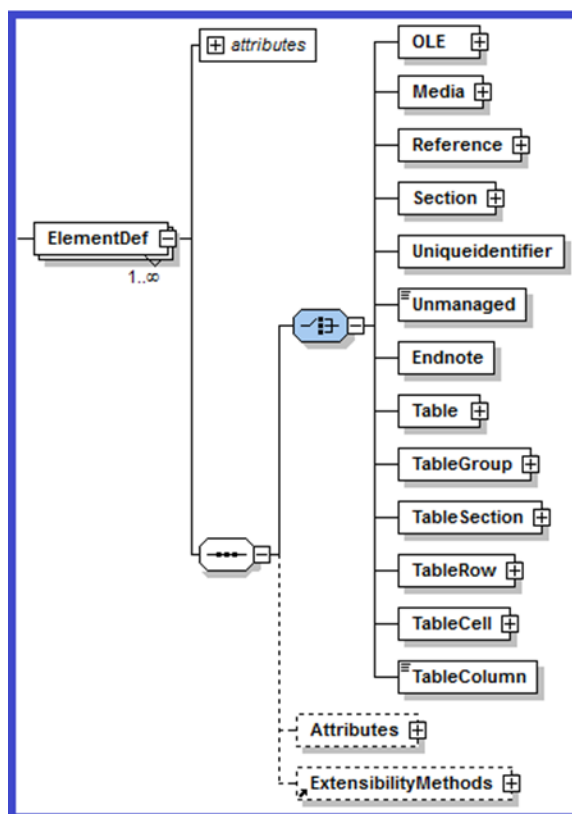 attributes
OLE
Media
Reference
Section
ElementDef
1..∞
Uniqueidentifier
Unmanaged
Endnote
Table
TableGroup
TableSection
TableRow
TableCell
TableColumn
Attributes
ExtensibilityMethods